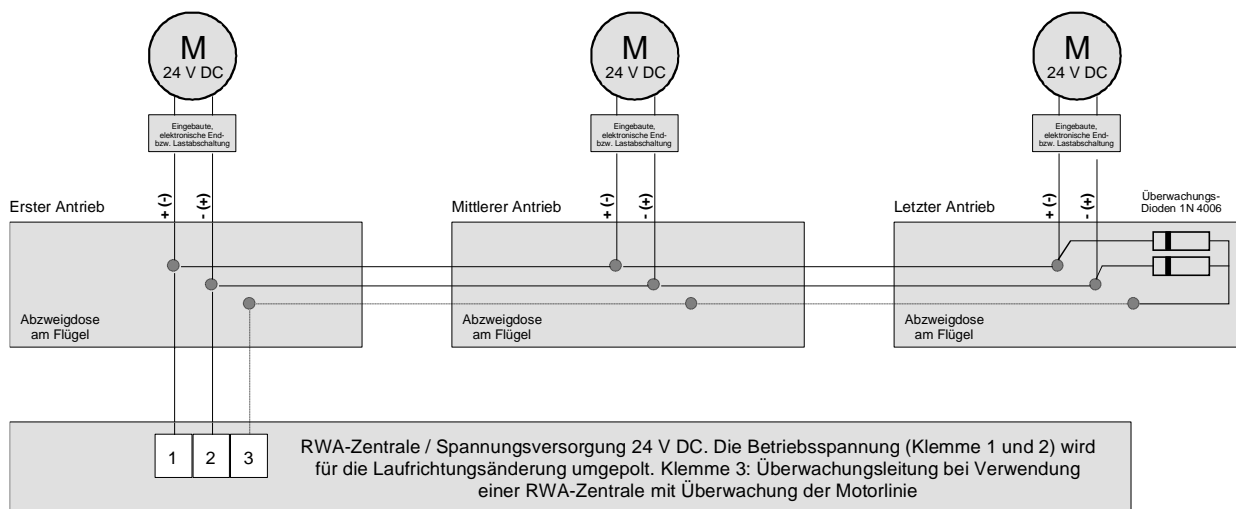 M
24 V DC
M
24 V DC
M
24 V DC
Eingebaute,
elektronische End-
bzw. Lastabschaltung
Eingebaute,
elektronische End-
bzw. Lastabschaltung
Eingebaute,
elektronische End-
bzw. Lastabschaltung
+ (-)
- (+)
+ (-)
- (+)
+ (-)
- (+)
Überwachungs-
Dioden 1N 4006
Erster Antrieb
Mittlerer Antrieb
Letzter Antrieb
Abzweigdose
am Flügel
Abzweigdose
am Flügel
Abzweigdose
am Flügel
1
2
3
RWA-Zentrale / Spannungsversorgung 24 V DC. Die Betriebsspannung (Klemme 1 und 2) wird
für die Laufrichtungsänderung umgepolt. Klemme 3: Überwachungsleitung bei Verwendung
einer RWA-Zentrale mit Überwachung der Motorlinie